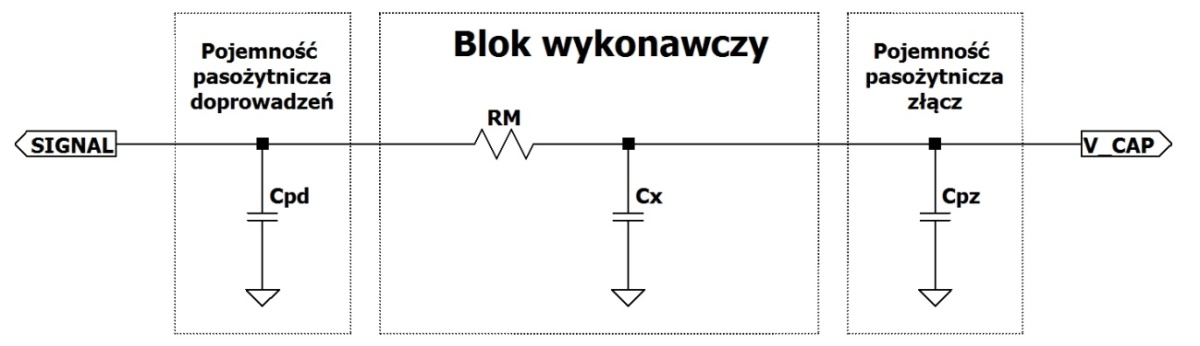 Blok wykonawczy
Pojemność
pasożytnicza
doprowadzeń
Pojemność
pasożytnicza
złącz
RM
SIGNAL
V_CAP
Cpd
Cx
Cpz